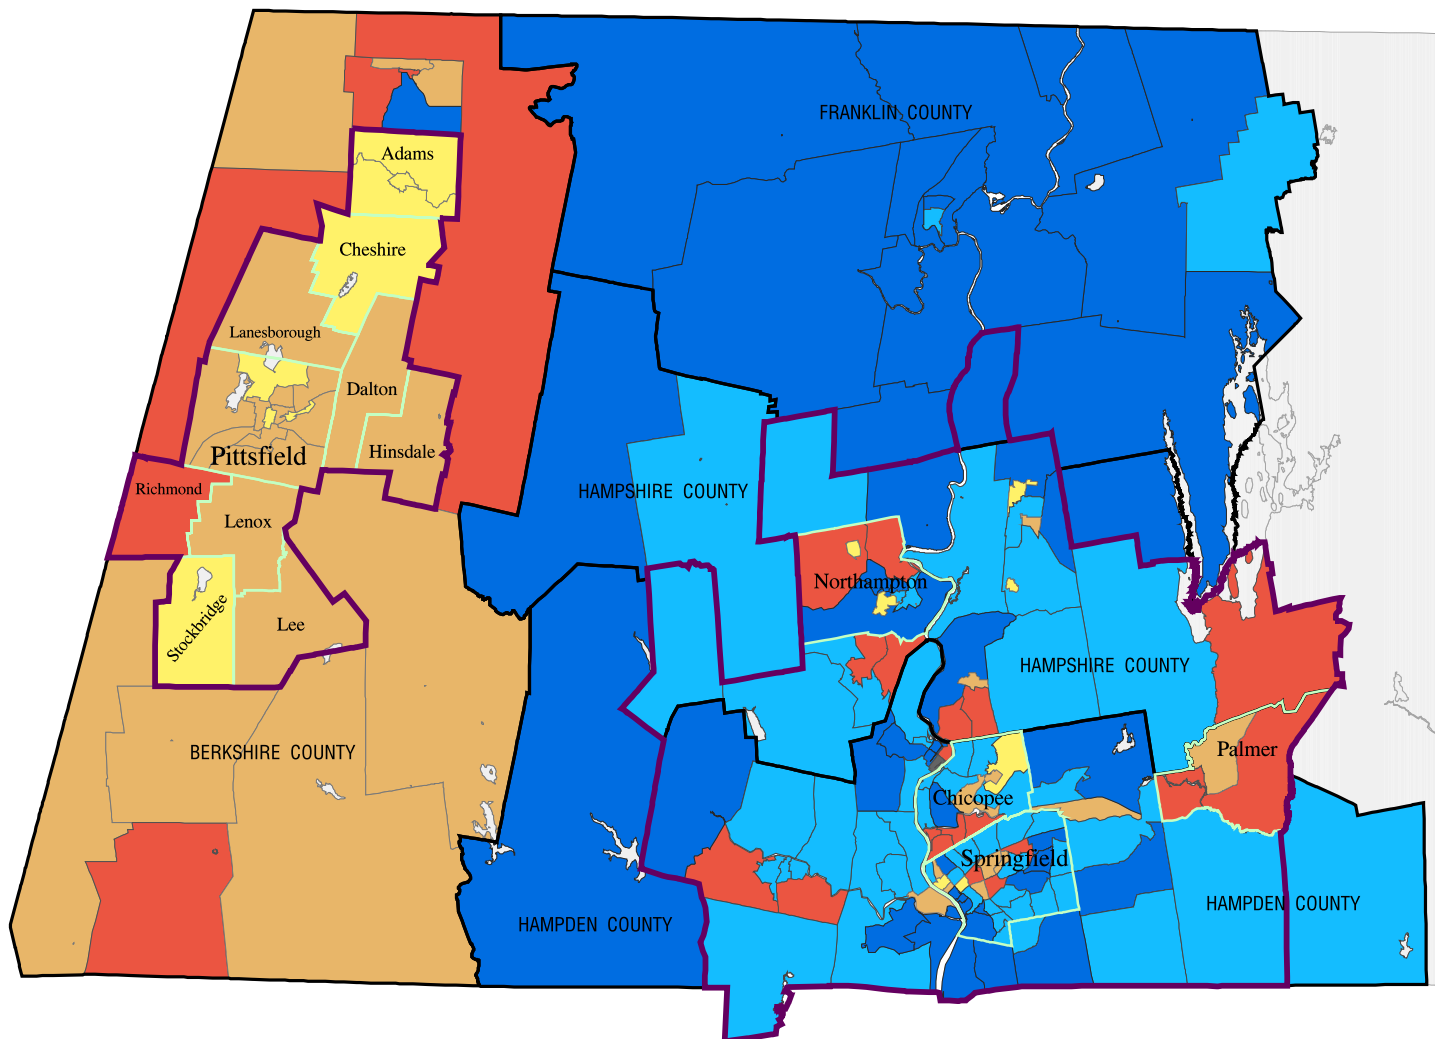 FRANKLIN COUNTY
Adams
Cheshire
Lanesborough
Dalton
Pittsfield
Hinsdale
Richmond
HAMPSHIRE COUNTY
Lenox
Northampton
Stockbridge
Lee
HAMPSHIRE COUNTY
BERKSHIRE COUNTY
Palmer
Chicopee
Springfield
HAMPDEN COUNTY
HAMPDEN COUNTY